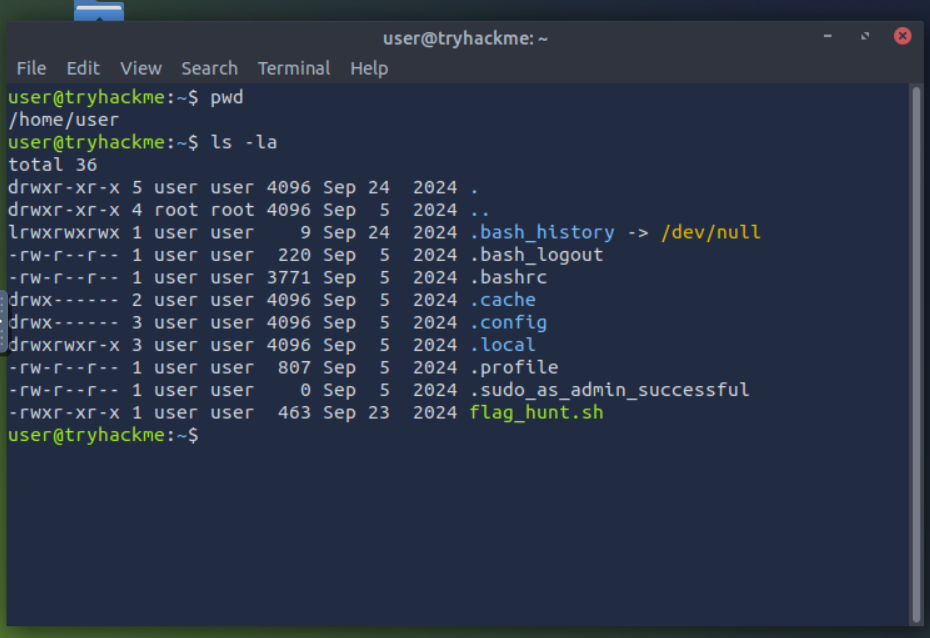 user@tryhackme: ~
File Edit View Search Terminal Help
user@tryhackme:~$ pwd
/home/user
user@tryhackme:~$ ls -la
total 36
drwxr-xr-x 5 user user 4096 Sep 24  2024 .
drwxr-xr-x 4 root root 4096 Sep  5  2024 ..
lrwxrwxrwx 1 user user    9 Sep 24  2024 .bash_history -> /dev/null
-rw-r--r-- 1 user user  220 Sep  5  2024 .bash_logout
-rw-r--r-- 1 user user 3771 Sep  5  2024 .bashrc
drwx------ 2 user user 4096 Sep  5  2024 .cache
drwx------ 3 user user 4096 Sep  5  2024 .config
drwxrwxr-x 3 user user 4096 Sep  5  2024 .local
-rw-r--r-- 1 user user  807 Sep  5  2024 .profile
-rw-r--r-- 1 user user    0 Sep  5  2024 .sudo_as_admin_successful
-rwxr-xr-x 1 user user  463 Sep 23  2024 flag_hunt.sh
user@tryhackme:~$